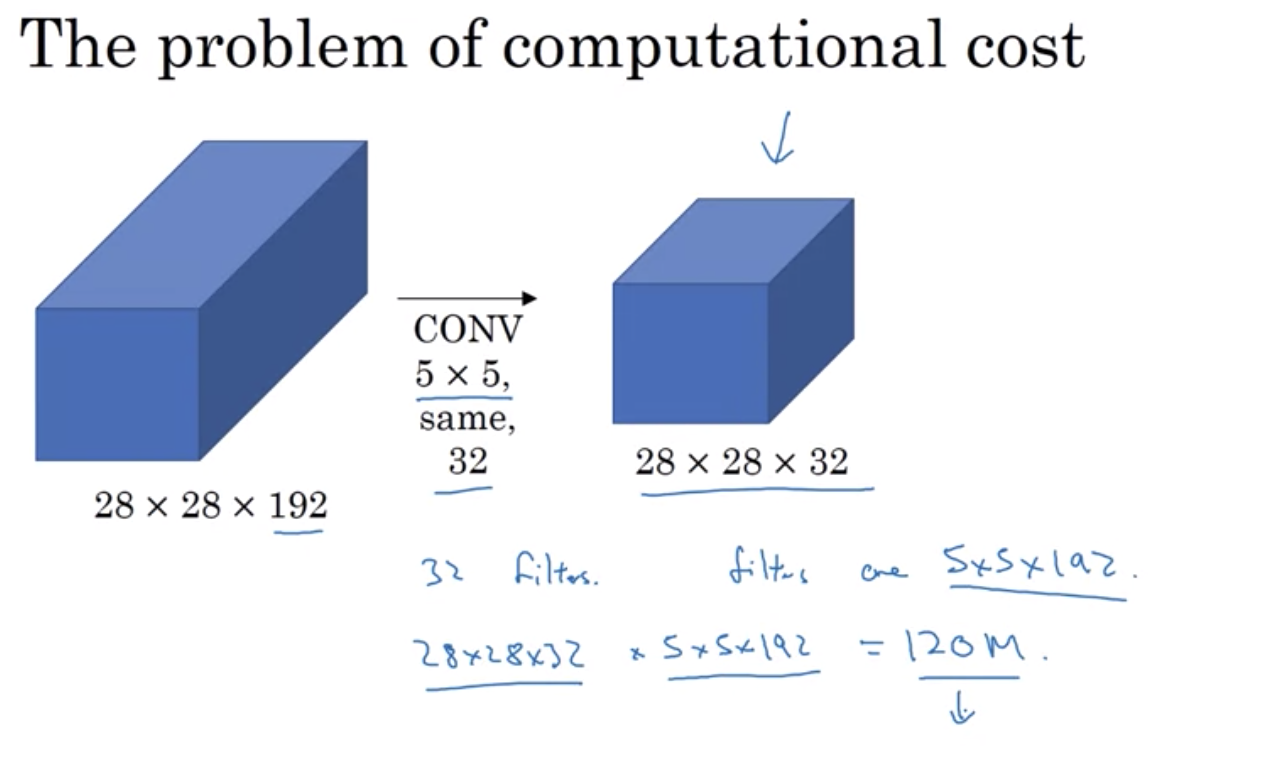 The problem of computational cost
CONV
5 × 5,
same,
32
28 × 28 × 192
28 × 28 × 32
32 filters. filters are 5×5×192.
28×28×32 × 5×5×192 = 120M.